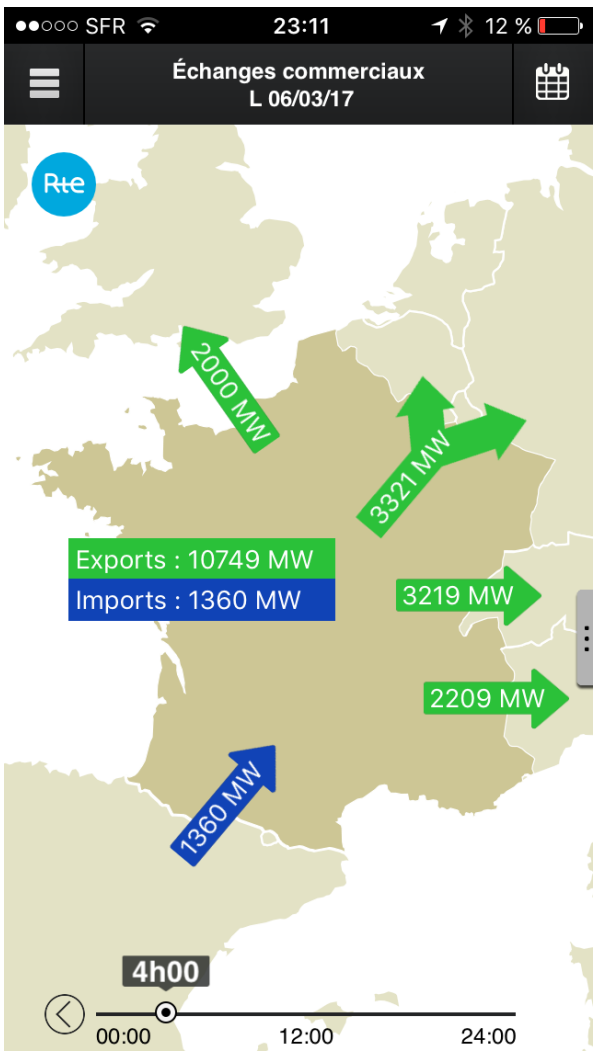 SFR 23:11 12 %
Échanges commerciaux
L 06/03/17
Rte
2000 MW
3321 MW
Exports : 10749 MW
Imports : 1360 MW
3219 MW
2209 MW
1360 MW
4h00
00:00 12:00 24:00